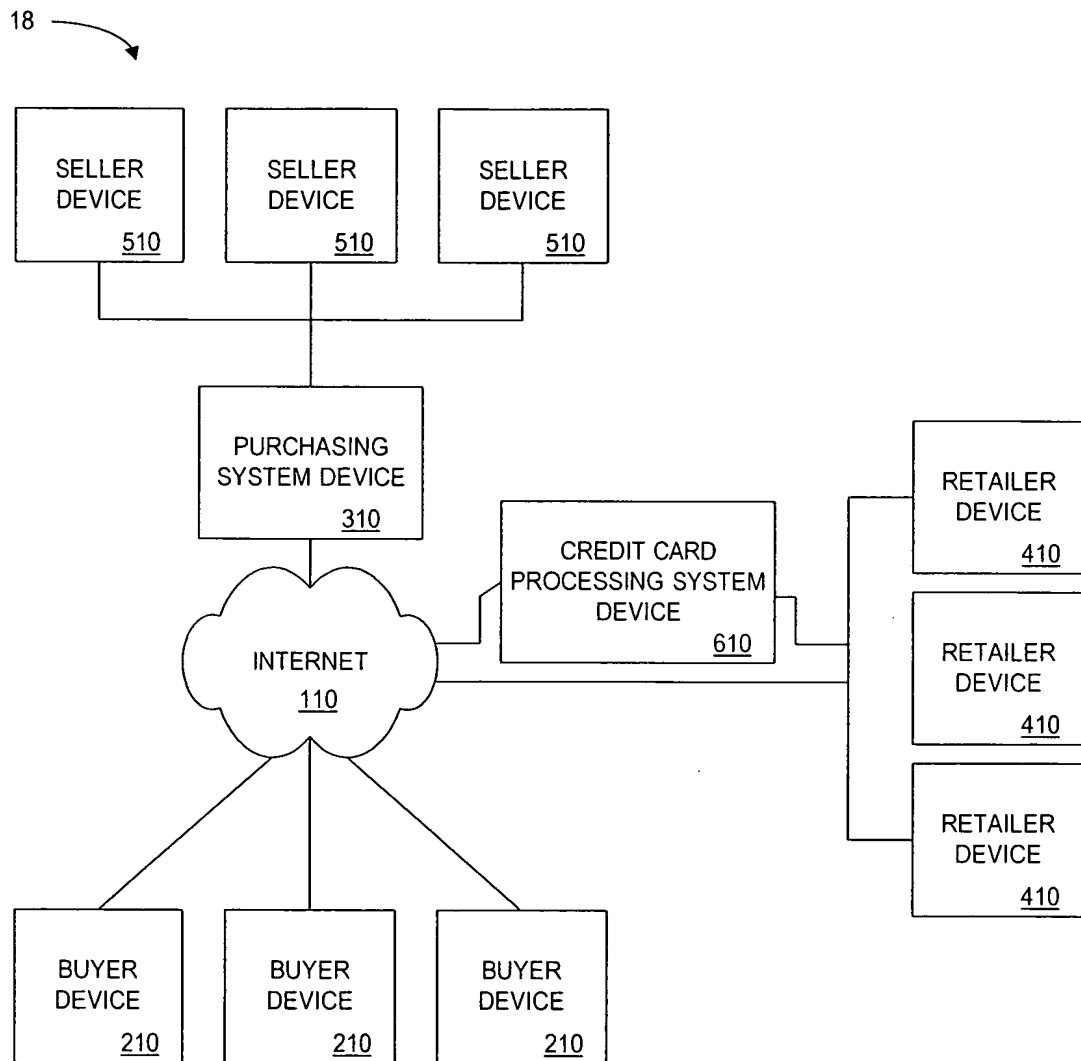 18
SELLER
DEVICE
510
SELLER
DEVICE
510
SELLER
DEVICE
510
PURCHASING
SYSTEM DEVICE
310
CREDIT CARD
PROCESSING SYSTEM
DEVICE
610
RETAILER
DEVICE
410
RETAILER
DEVICE
410
RETAILER
DEVICE
410
INTERNET
110
BUYER
DEVICE
210
BUYER
DEVICE
210
BUYER
DEVICE
210